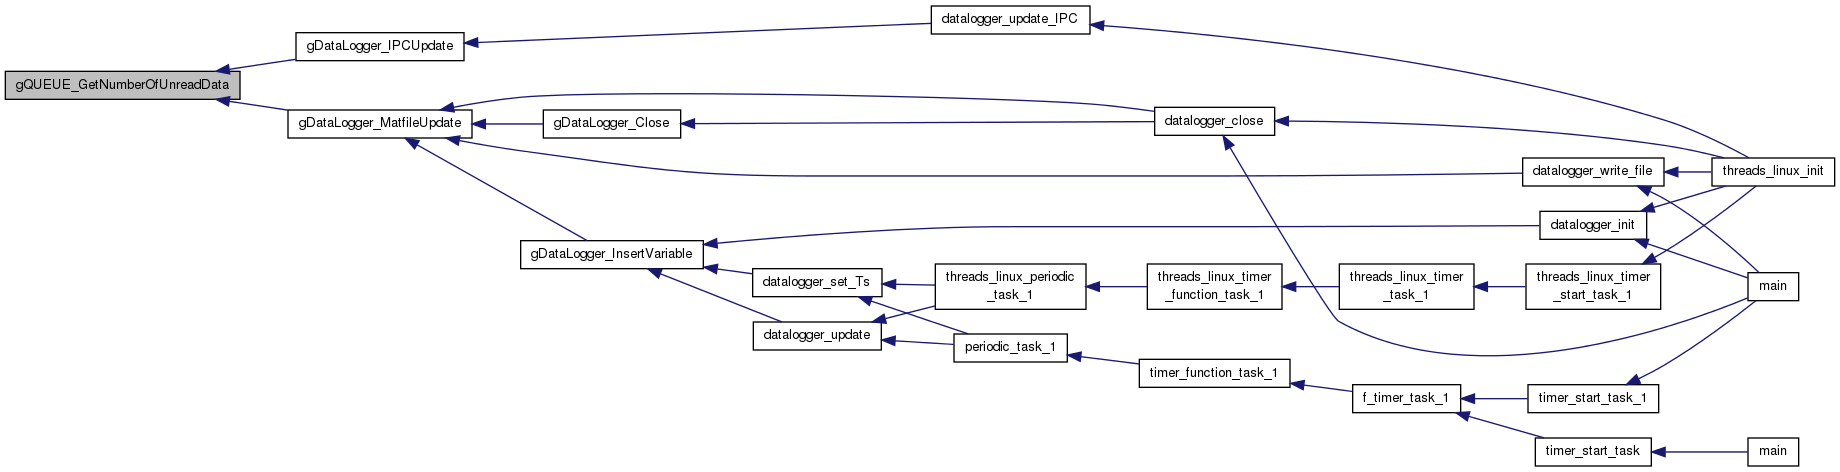 datalogger_update_IPC
gDataLogger_IPCUpdate
gQUEUE_GetNumberOfUnreadData
gDataLogger_MatfileUpdate
gDataLogger_Close
datalogger_close
datalogger_write_file
threads_linux_init
datalogger_init
gDataLogger_InsertVariable
datalogger_set_Ts
threads_linux_periodic
_task_1
threads_linux_timer
_function_task_1
threads_linux_timer
_task_1
threads_linux_timer
_start_task_1
main
datalogger_update
periodic_task_1
timer_function_task_1
f_timer_task_1
timer_start_task_1
timer_start_task
main